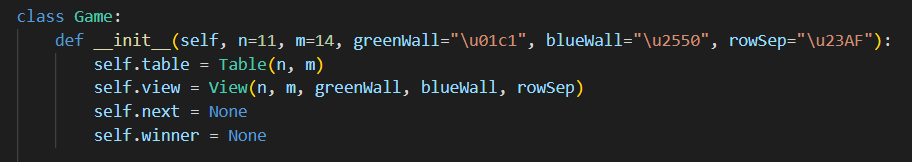 class Game:
    def __init__(self, n=11, m=14, greenWall="\u01c1", blueWall="\u2550", rowSep="\u23AF"):
        self.table = Table(n, m)
        self.view = View(n, m, greenWall, blueWall, rowSep)
        self.next = None
        self.winner = None